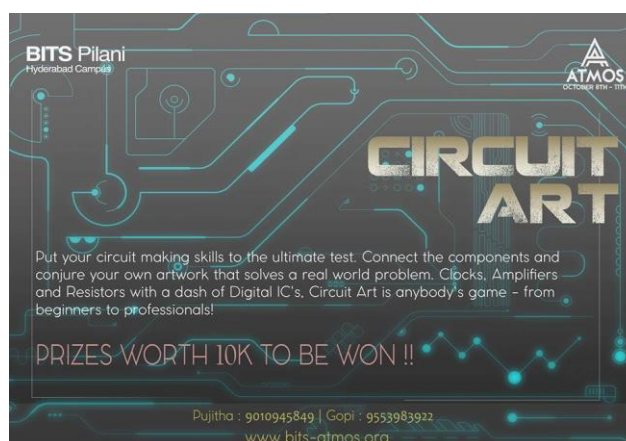 BITS Pilani
Hyderabad Campus
ATMOS
OCTOBER 9TH - 11TH
CIRCUIT
ART
Put your circuit making skills to the ultimate test. Connect the components and
conjure your own artwork that solves a real world problem. Clocks, Amplifiers
and Resistors with a dash of Digital IC's, Circuit Art is anybody's game – from
beginners to professionals!
PRIZES WORTH 10K TO BE WON !!
Pujitha : 9010945849 | Gopi : 9553983922
www.bits-atmos.org